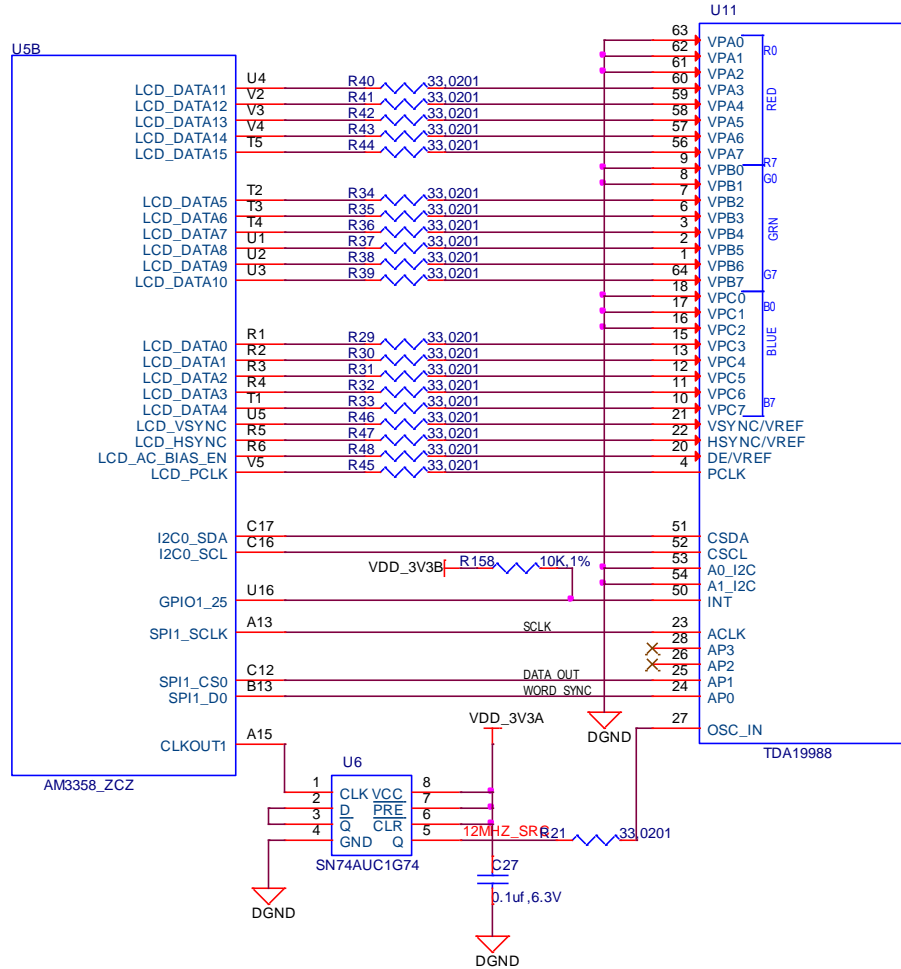 U11
U5B
63 VPA0 R0
62 VPA1
61 VPA2
LCD_DATA11 U4 R40 33,0201 60 VPA3
LCD_DATA12 V2 R41 33,0201 59 VPA4
RED
LCD_DATA13 V3 R42 33,0201 58 VPA5
LCD_DATA14 V4 R43 33,0201 57 VPA6
LCD_DATA15 T5 R44 33,0201 56 VPA7
R7
9 VPB0
G0
8 VPB1
LCD_DATA5 T2 R34 33,0201 7 VPB2
LCD_DATA6 T3 R35 33,0201 6 VPB3
LCD_DATA7 T4 R36 33,0201 3 VPB4
GRN
LCD_DATA8 U1 R37 33,0201 2 VPB5
LCD_DATA9 U2 R38 33,0201 1 VPB6
G7
LCD_DATA10 U3 R39 33,0201 64 VPB7
18 VPC0
B0
17 VPC1
16 VPC2
BLUE
LCD_DATA0 R1 R29 33,0201 15 VPC3
LCD_DATA1 R2 R30 33,0201 13 VPC4
LCD_DATA2 R3 R31 33,0201 12 VPC5
LCD_DATA3 R4 R32 33,0201 11 VPC6
B7
LCD_DATA4 T1 R33 33,0201 10 VPC7
LCD_VSYNC U5 R46 33,0201 21 VSYNC/VREF
LCD_HSYNC R5 R47 33,0201 22 HSYNC/VREF
LCD_AC_BIAS_EN R6 R48 33,0201 20 DE/VREF
LCD_PCLK V5 R45 33,0201 4 PCLK
I2C0_SDA C17 51 CSDA
I2C0_SCL C16 52 CSCL
VDD_3V3B R158 10K,1% 53 A0_I2C
54 A1_I2C
GPIO1_25 U16 50 INT
SPI1_SCLK A13 SCLK 23 ACLK
28 AP3
26 AP2
SPI1_CS0 C12 DATA OUT 25 AP1
SPI1_D0 B13 WORD SYNC 24 AP0
VDD_3V3A
27 OSC_IN
DGND
CLKOUT1 A15
TDA19988
U6
AM3358_ZCZ
1 CLK VCC 8
2 D PRE 7
3 Q CLR 6
4 GND Q 5 12MHZ_SRC R21 33,0201
SN74AUC1G74
C27
0.1uf,6.3V
DGND
DGND